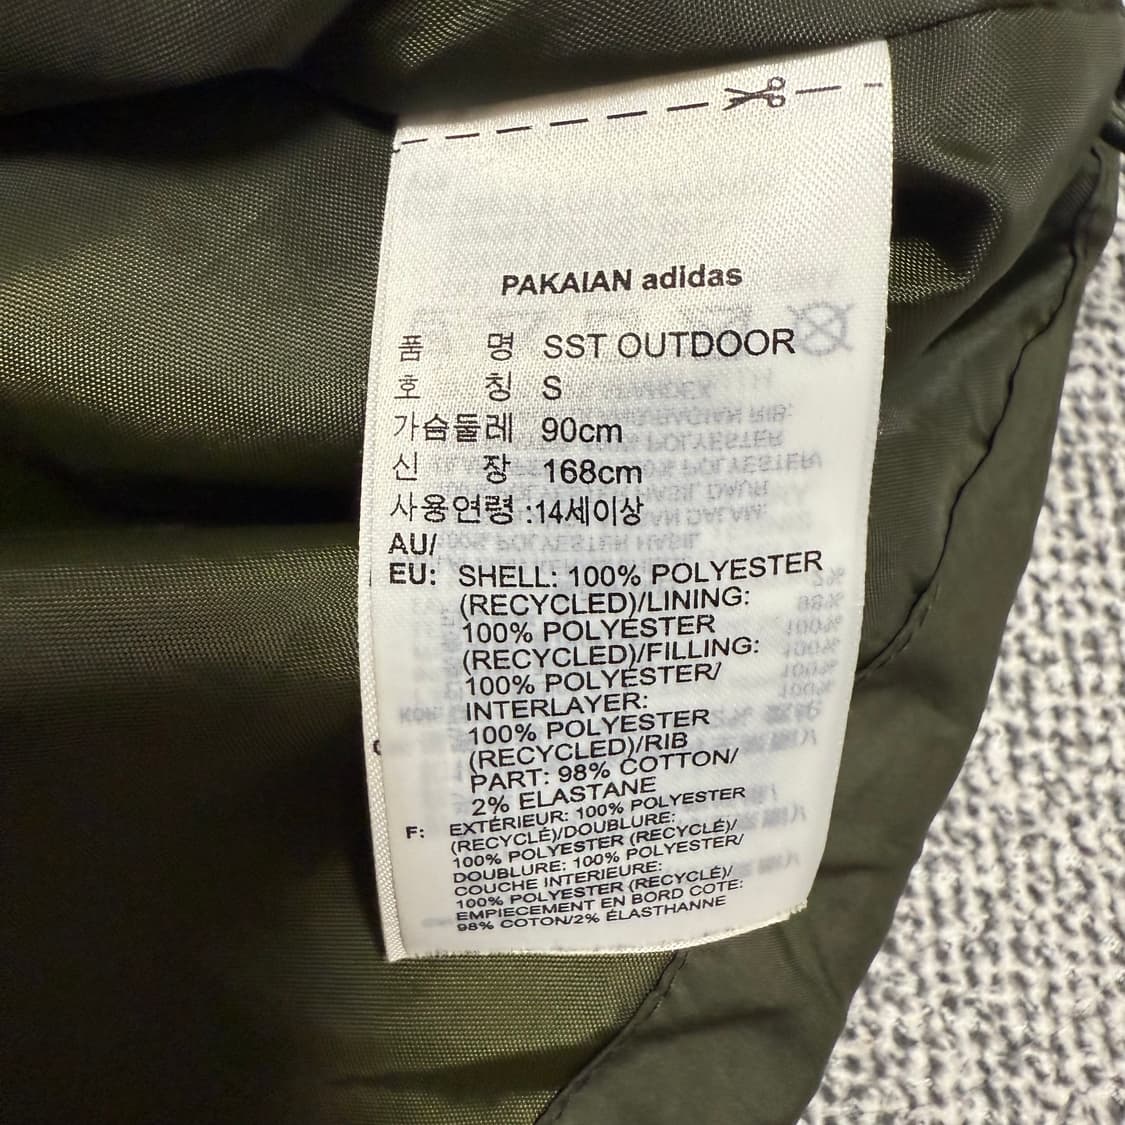 PAKAIAN adidas
품 명 SST OUTDOOR
호 칭 S
가슴둘레 90cm
신 장 168cm
사용연령 :14세이상
AU/
EU: SHELL: 100% POLYESTER
(RECYCLED)/LINING:
100% POLYESTER
(RECYCLED)/FILLING:
100% POLYESTER/
INTERLAYER:
100% POLYESTER
(RECYCLED)/RIB
PART: 98% COTTON/
2% ELASTANE
F: EXTÉRIEUR: 100% POLYESTER
(RECYCLÉ)/DOUBLURE:
100% POLYESTER (RECYCLÉ)/
DOUBLURE: 100% POLYESTER/
COUCHE INTERIEURE:
100% POLYESTER (RECYCLÉ)/
EMPIECEMENT EN BORD COTE:
98% COTON/2% ÉLASTHANNE